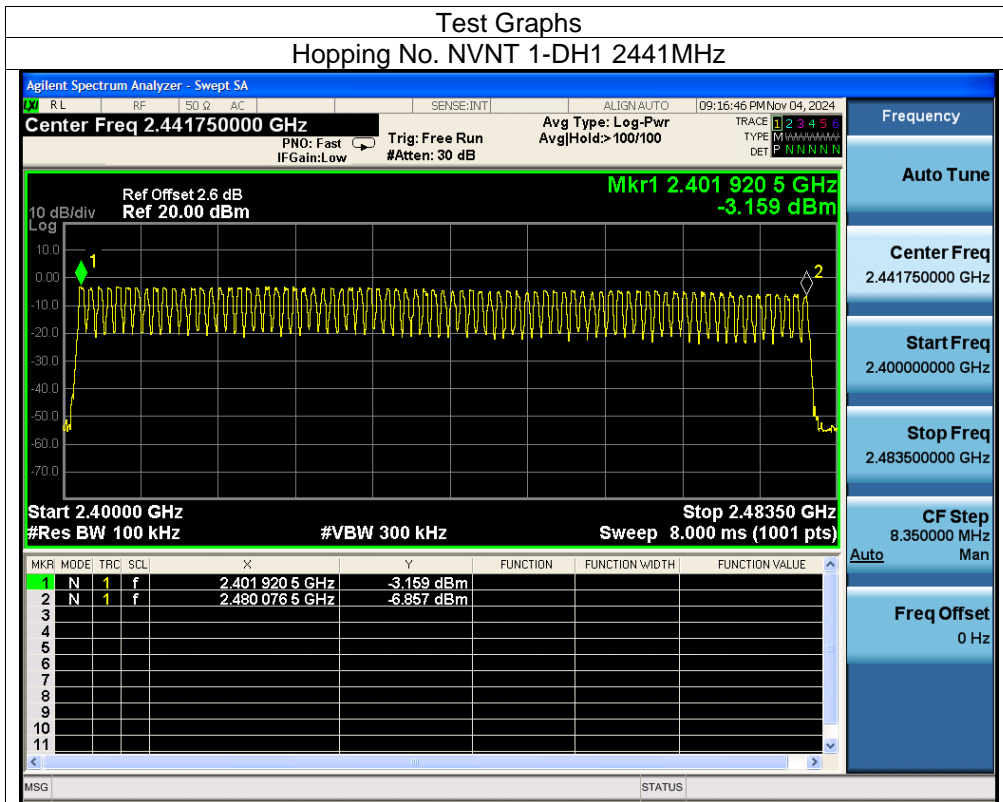 Test Graphs
Hopping No. NVNT 1-DH1 2441MHz
Agilent Spectrum Analyzer - Swept SA
LXI RL RF 50 Ω AC SENSE:INT ALIGN AUTO 09:16:46 PM Nov 04, 2024
Center Freq 2.441750000 GHz
PNO: Fast
IFGain:Low
Trig: Free Run
#Atten: 30 dB
Avg Type: Log-Pwr
Avg|Hold:>100/100
TRACE 1 2 3 4 5 6
TYPE MWWWWW
DET P N N N N N
Ref Offset 2.6 dB
Ref 20.00 dBm
10 dB/div
Log
Mkr1 2.401 920 5 GHz
-3.159 dBm
10.0
0.00
-10.0
-20.0
-30.0
-40.0
-50.0
-60.0
-70.0
1
2
Start 2.40000 GHz Stop 2.48350 GHz
#Res BW 100 kHz #VBW 300 kHz Sweep 8.000 ms (1001 pts)
MKR MODE TRC SCL X Y FUNCTION FUNCTION WIDTH FUNCTION VALUE
1 N 1 f 2.401 920 5 GHz -3.159 dBm
2 N 1 f 2.480 076 5 GHz -6.857 dBm
3
4
5
6
7
8
9
10
11
MSG STATUS
Frequency
Auto Tune
Center Freq
2.441750000 GHz
Start Freq
2.400000000 GHz
Stop Freq
2.483500000 GHz
CF Step
8.350000 MHz
Auto Man
Freq Offset
0 Hz